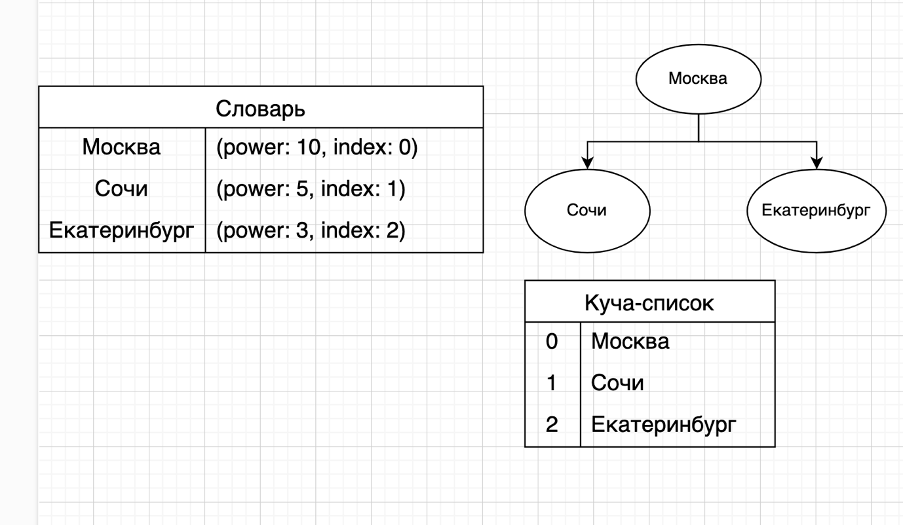 Словарь
Москва (power: 10, index: 0)
Сочи (power: 5, index: 1)
Екатеринбург (power: 3, index: 2)
Москва
Сочи Екатеринбург
Куча-список
0 Москва
1 Сочи
2 Екатеринбург